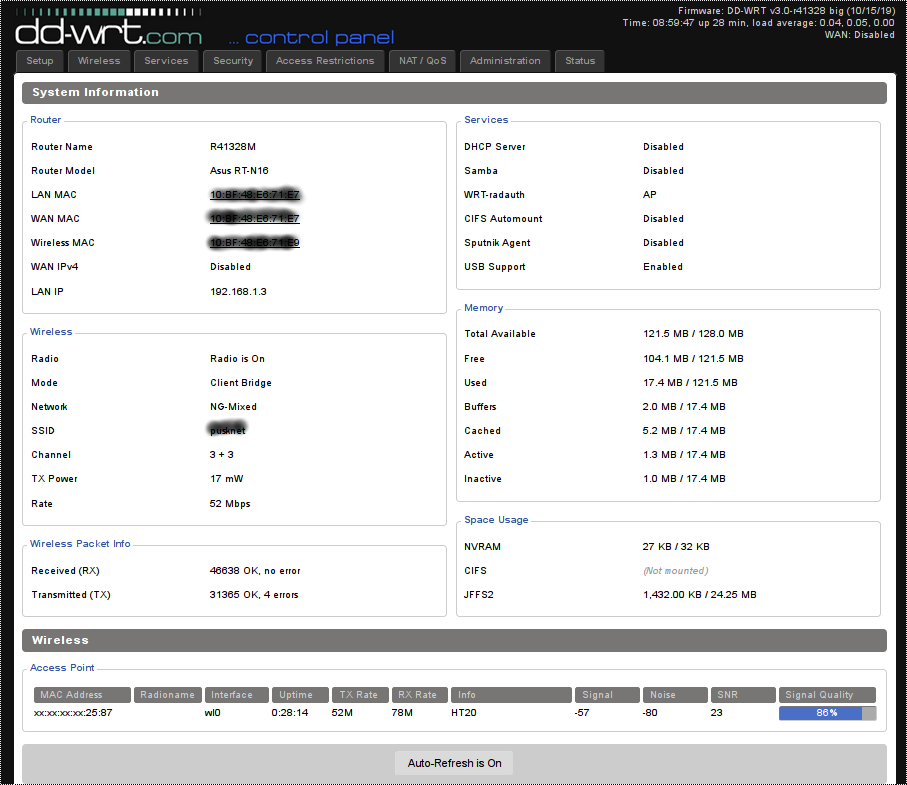 dd-wrt.com ... control panel
Firmware: DD-WRT v3.0-r41328 big (10/15/19)
Time: 08:59:47 up 28 min, load average: 0.04, 0.05, 0.00
WAN: Disabled
Setup Wireless Services Security Access Restrictions NAT / QoS Administration Status
System Information
Router
Router Name R41328M
Router Model Asus RT-N16
LAN MAC
WAN MAC
Wireless MAC
WAN IPv4 Disabled
LAN IP 192.168.1.3
Wireless
Radio Radio is On
Mode Client Bridge
Network NG-Mixed
SSID
Channel 3 + 3
TX Power 17 mW
Rate 52 Mbps
Wireless Packet Info
Received (RX) 46638 OK, no error
Transmitted (TX) 31365 OK, 4 errors
Services
DHCP Server Disabled
Samba Disabled
WRT-radauth AP
CIFS Automount Disabled
Sputnik Agent Disabled
USB Support Enabled
Memory
Total Available 121.5 MB / 128.0 MB
Free 104.1 MB / 121.5 MB
Used 17.4 MB / 121.5 MB
Buffers 2.0 MB / 17.4 MB
Cached 5.2 MB / 17.4 MB
Active 1.3 MB / 17.4 MB
Inactive 1.0 MB / 17.4 MB
Space Usage
NVRAM 27 KB / 32 KB
CIFS (Not mounted)
JFFS2 1,432.00 KB / 24.25 MB
Wireless
Access Point
MAC Address Radioname Interface Uptime TX Rate RX Rate Info Signal Noise SNR Signal Quality
xx:xx:xx:xx:25:87 wl0 0:28:14 52M 78M HT20 -57 -80 23 86%
Auto-Refresh is On